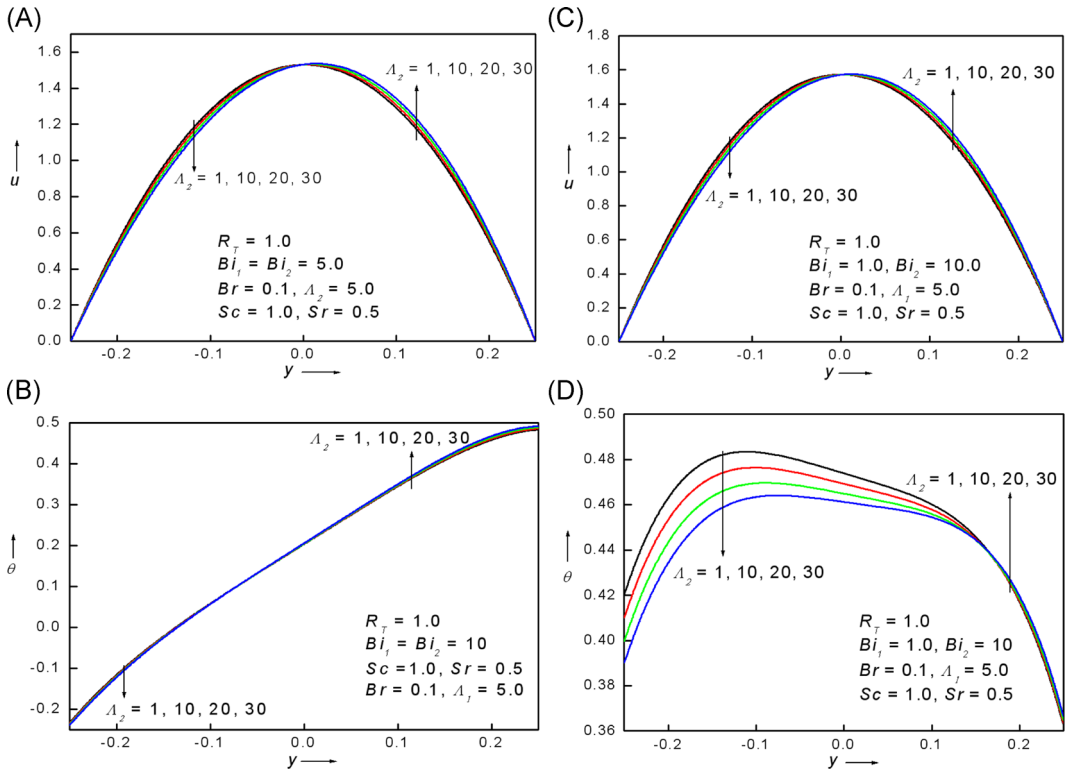 (A)
1.6
1.4
1.2
1.0
0.8
0.6
0.4
0.2
0.0
u
Λ2 = 1, 10, 20, 30
Λ2 = 1, 10, 20, 30
RT = 1.0
Bi1 = Bi2 = 5.0
Br = 0.1, Λ2 = 5.0
Sc = 1.0, Sr = 0.5
-0.2 -0.1 0.0 0.1 0.2
y
(C)
1.8
1.6
1.4
1.2
1.0
0.8
0.6
0.4
0.2
0.0
u
Λ2 = 1, 10, 20, 30
Λ2 = 1, 10, 20, 30
RT = 1.0
Bi1 = 1.0, Bi2 = 10.0
Br = 0.1, Λ1 = 5.0
Sc = 1.0, Sr = 0.5
-0.2 -0.1 0.0 0.1 0.2
y
(B)
0.5
0.4
0.3
0.2
0.1
0.0
-0.1
-0.2
θ
Λ2 = 1, 10, 20, 30
RT = 1.0
Bi1 = Bi2 = 10
Sc = 1.0, Sr = 0.5
Br = 0.1, Λ1 = 5.0
Λ2 = 1, 10, 20, 30
-0.2 -0.1 0.0 0.1 0.2
y
(D)
0.50
0.48
0.46
0.44
0.42
0.40
0.38
0.36
θ
Λ2 = 1, 10, 20, 30
Λ2 = 1, 10, 20, 30
RT = 1.0
Bi1 = 1.0, Bi2 = 10
Br = 0.1, Λ1 = 5.0
Sc = 1.0, Sr = 0.5
-0.2 -0.1 0.0 0.1 0.2
y